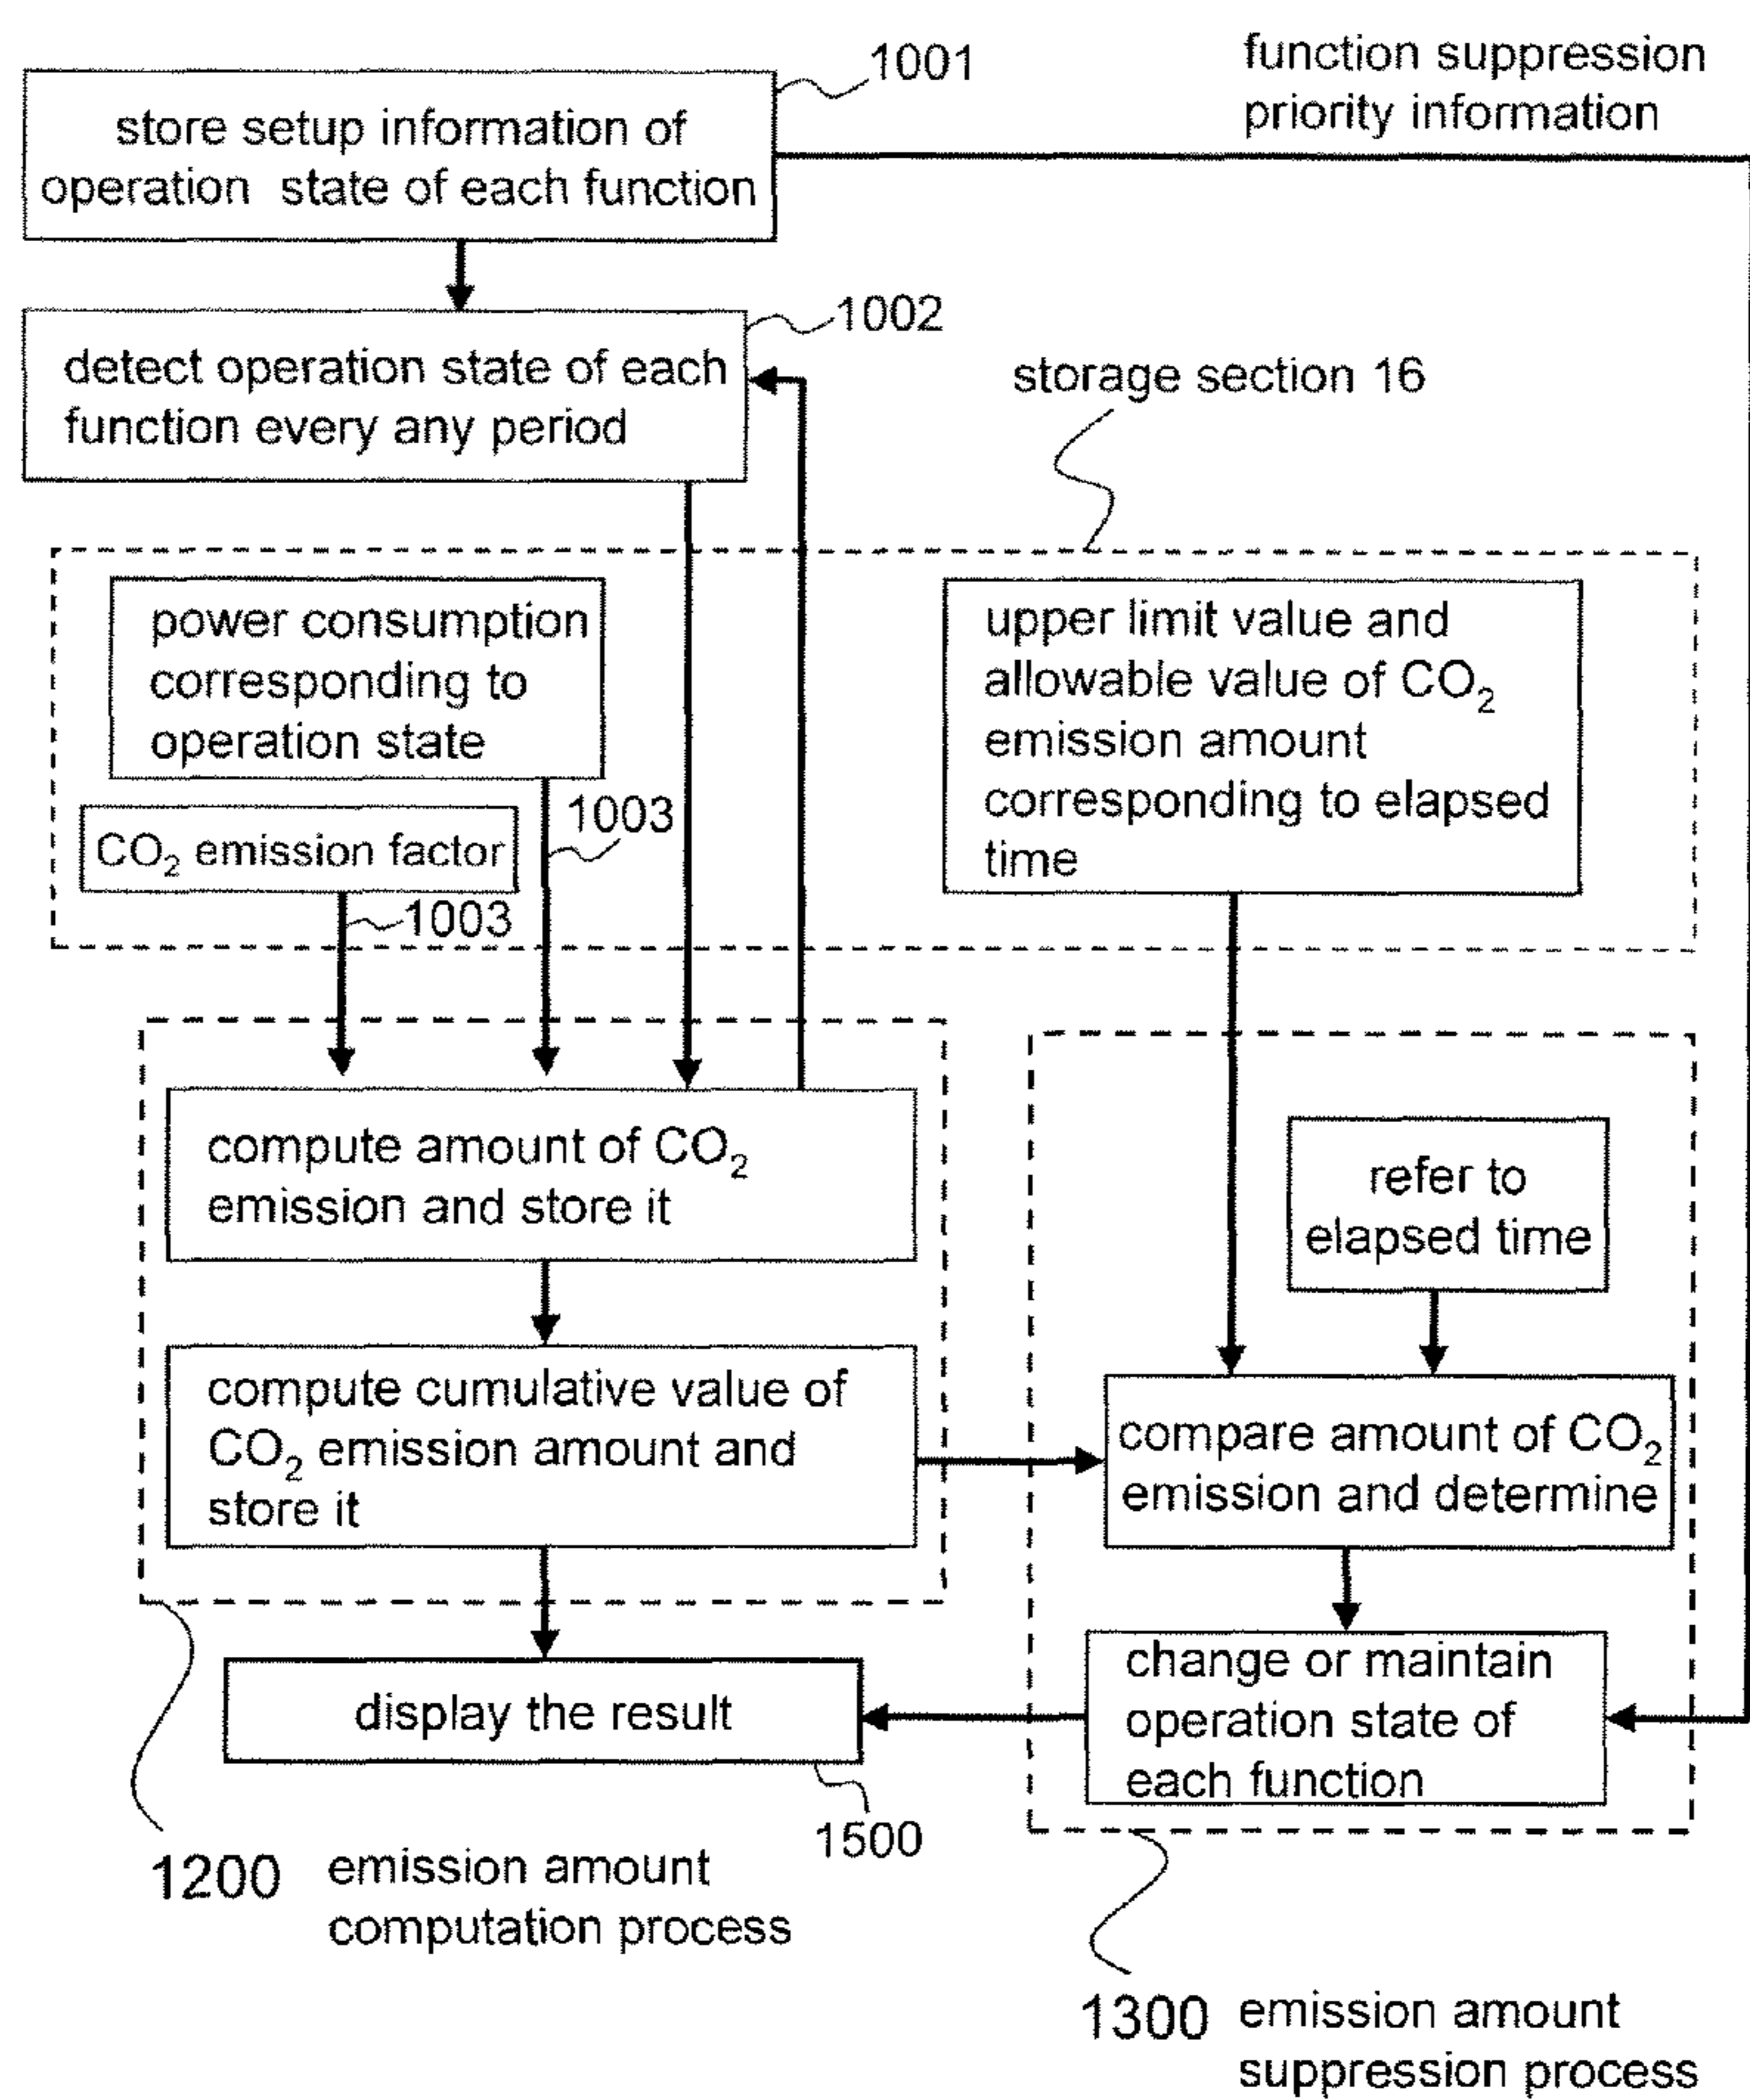 1001
function suppression
priority information
store setup information of
operation state of each function
1002
detect operation state of each
function every any period
storage section 16
power consumption
corresponding to
operation state
1003
CO₂ emission factor
1003
upper limit value and
allowable value of CO₂
emission amount
corresponding to elapsed
time
compute amount of CO₂
emission and store it
refer to
elapsed time
compute cumulative value of
CO₂ emission amount and
store it
compare amount of CO₂
emission and determine
display the result
1500
change or maintain
operation state of
each function
1200 emission amount
computation process
1300 emission amount
suppression process